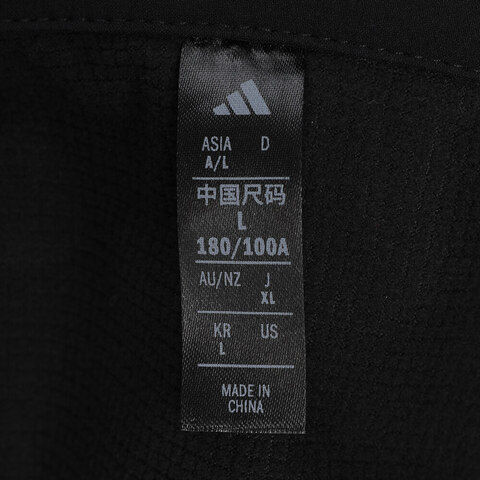 ASIA D
A/L
中国尺码
L
180/100A
AU/NZ J
XL
KR US
L
MADE IN
CHINA